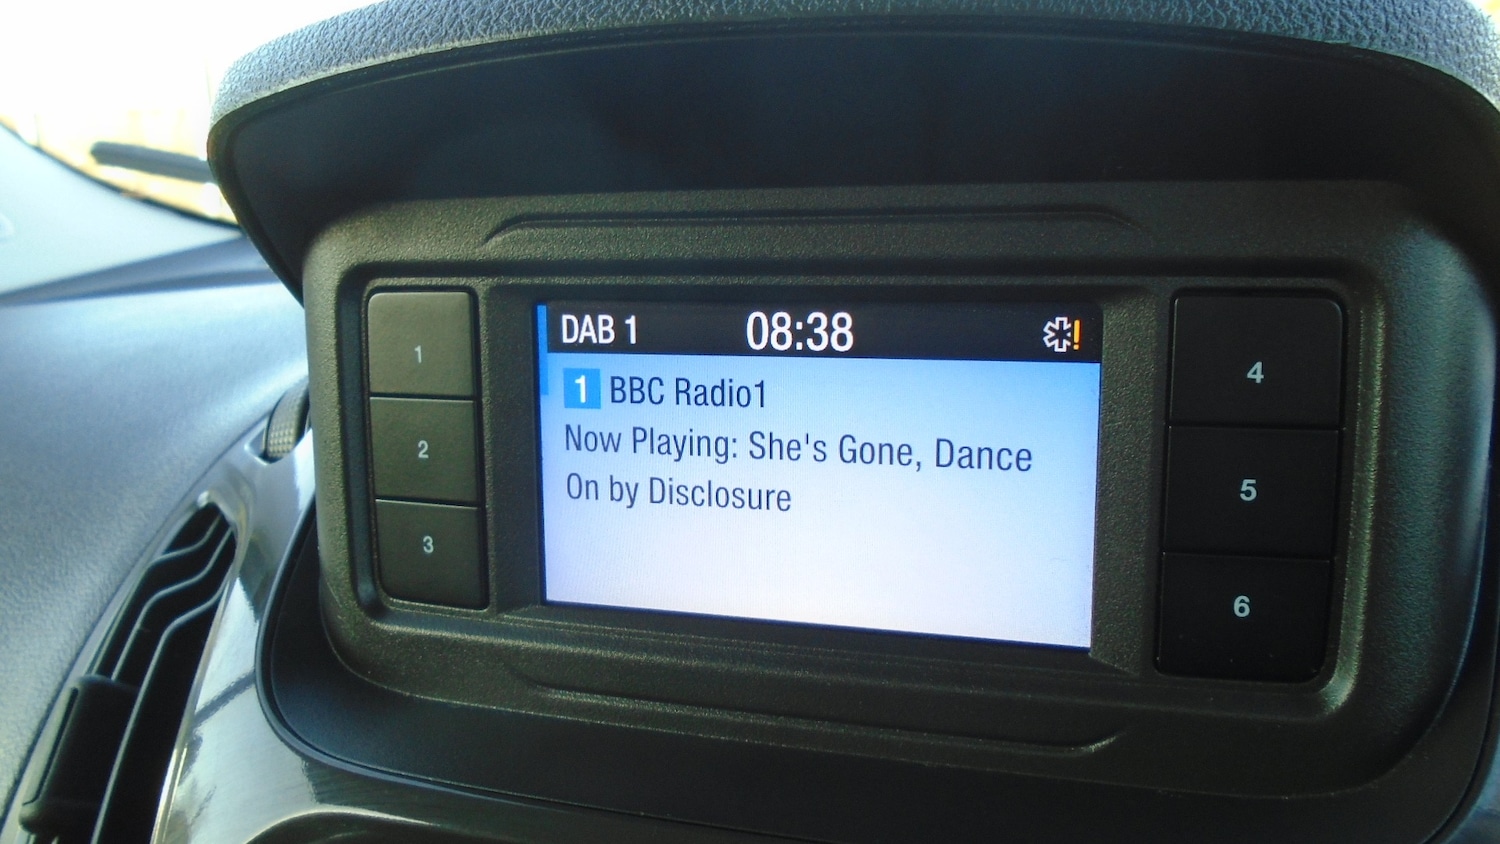 DAB 1 08:38 !
1 BBC Radio1
Now Playing: She's Gone, Dance
On by Disclosure
1
2
3
4
5
6